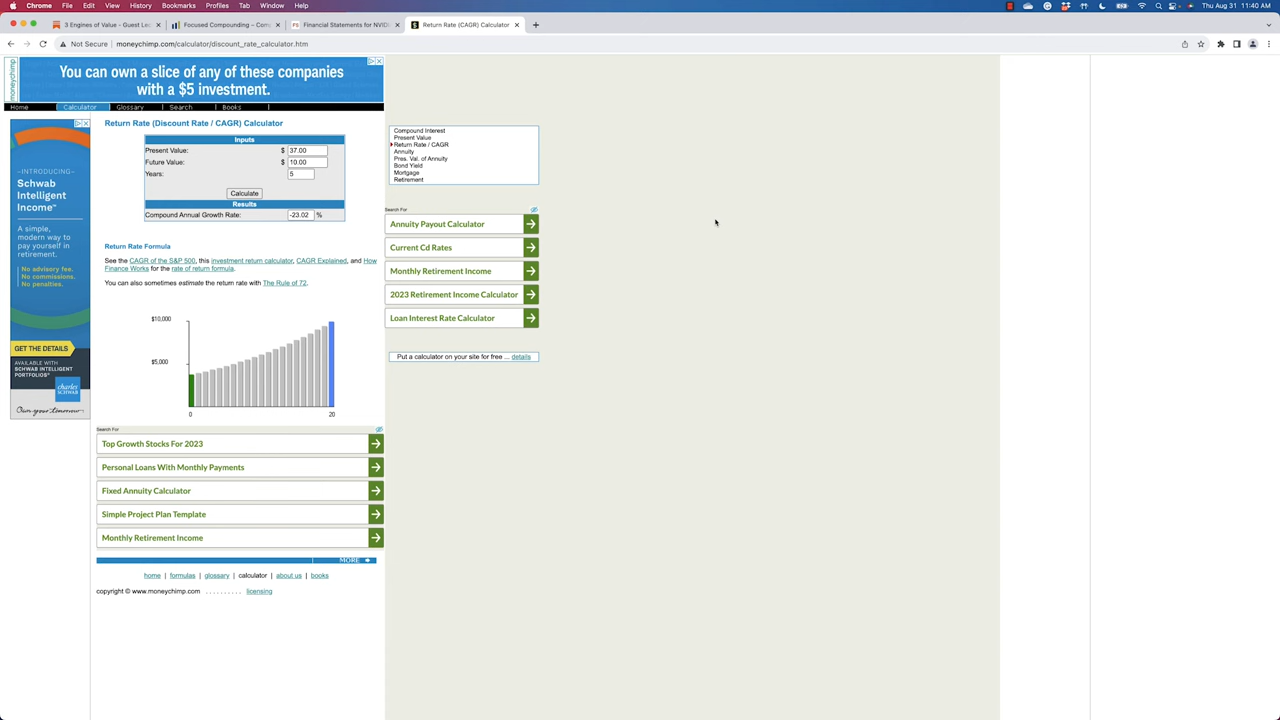 Chrome File Edit View History Bookmarks Profiles Tab Window Help
Thu Aug 31 11:40 AM
3 Engines of Value - Guest Lec
Focused Compounding – Com
Financial Statements for NVIDI
Return Rate (CAGR) Calculator
Not Secure moneychimp.com/calculator/discount_rate_calculator.htm
moneychimp
You can own a slice of any of these companies
with a $5 investment.
Home Calculator Glossary Search Books
–INTRODUCING–
Schwab
Intelligent
Income™
A simple,
modern way to
pay yourself in
retirement.
No advisory fee.
No commissions.
No penalties.
GET THE DETAILS
AVAILABLE WITH
SCHWAB INTELLIGENT
PORTFOLIOS®
charles
SCHWAB
Own your tomorrow.
Return Rate (Discount Rate / CAGR) Calculator
Inputs
Present Value: $ 37.00
Future Value: $ 10.00
Years: 5
Calculate
Results
Compound Annual Growth Rate: -23.02 %
Return Rate Formula
See the CAGR of the S&P 500, this investment return calculator, CAGR Explained, and How
Finance Works for the rate of return formula.
You can also sometimes estimate the return rate with The Rule of 72.
$10,000
$5,000
0 20
Search For
Top Growth Stocks For 2023
Personal Loans With Monthly Payments
Fixed Annuity Calculator
Simple Project Plan Template
Monthly Retirement Income
MORE
home | formulas | glossary | calculator | about us | books
copyright © www.moneychimp.com . . . . . . . . . . licensing
Compound Interest
Present Value
Return Rate / CAGR
Annuity
Pres. Val. of Annuity
Bond Yield
Mortgage
Retirement
Search For
Annuity Payout Calculator
Current Cd Rates
Monthly Retirement Income
2023 Retirement Income Calculator
Loan Interest Rate Calculator
Put a calculator on your site for free ... details